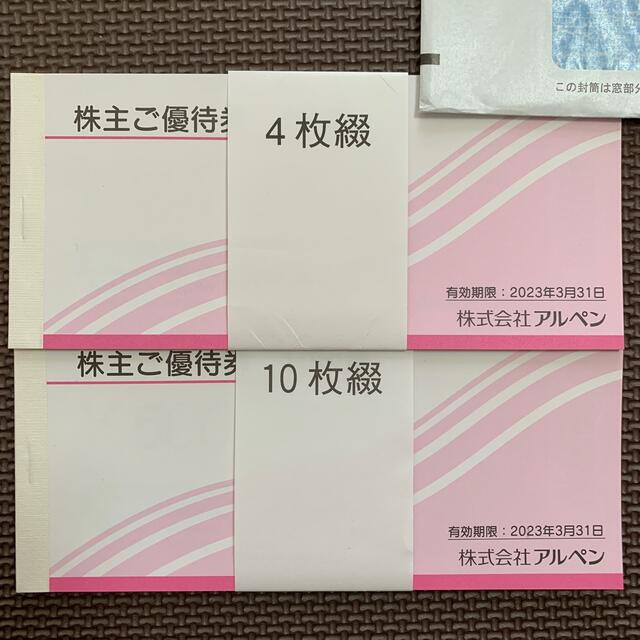 この封筒は窓部分
株主ご優待券
4枚綴
有効期限：2023年3月31日
株式会社アルペン
株主ご優待券
10枚綴
有効期限：2023年3月31日
株式会社アルペン